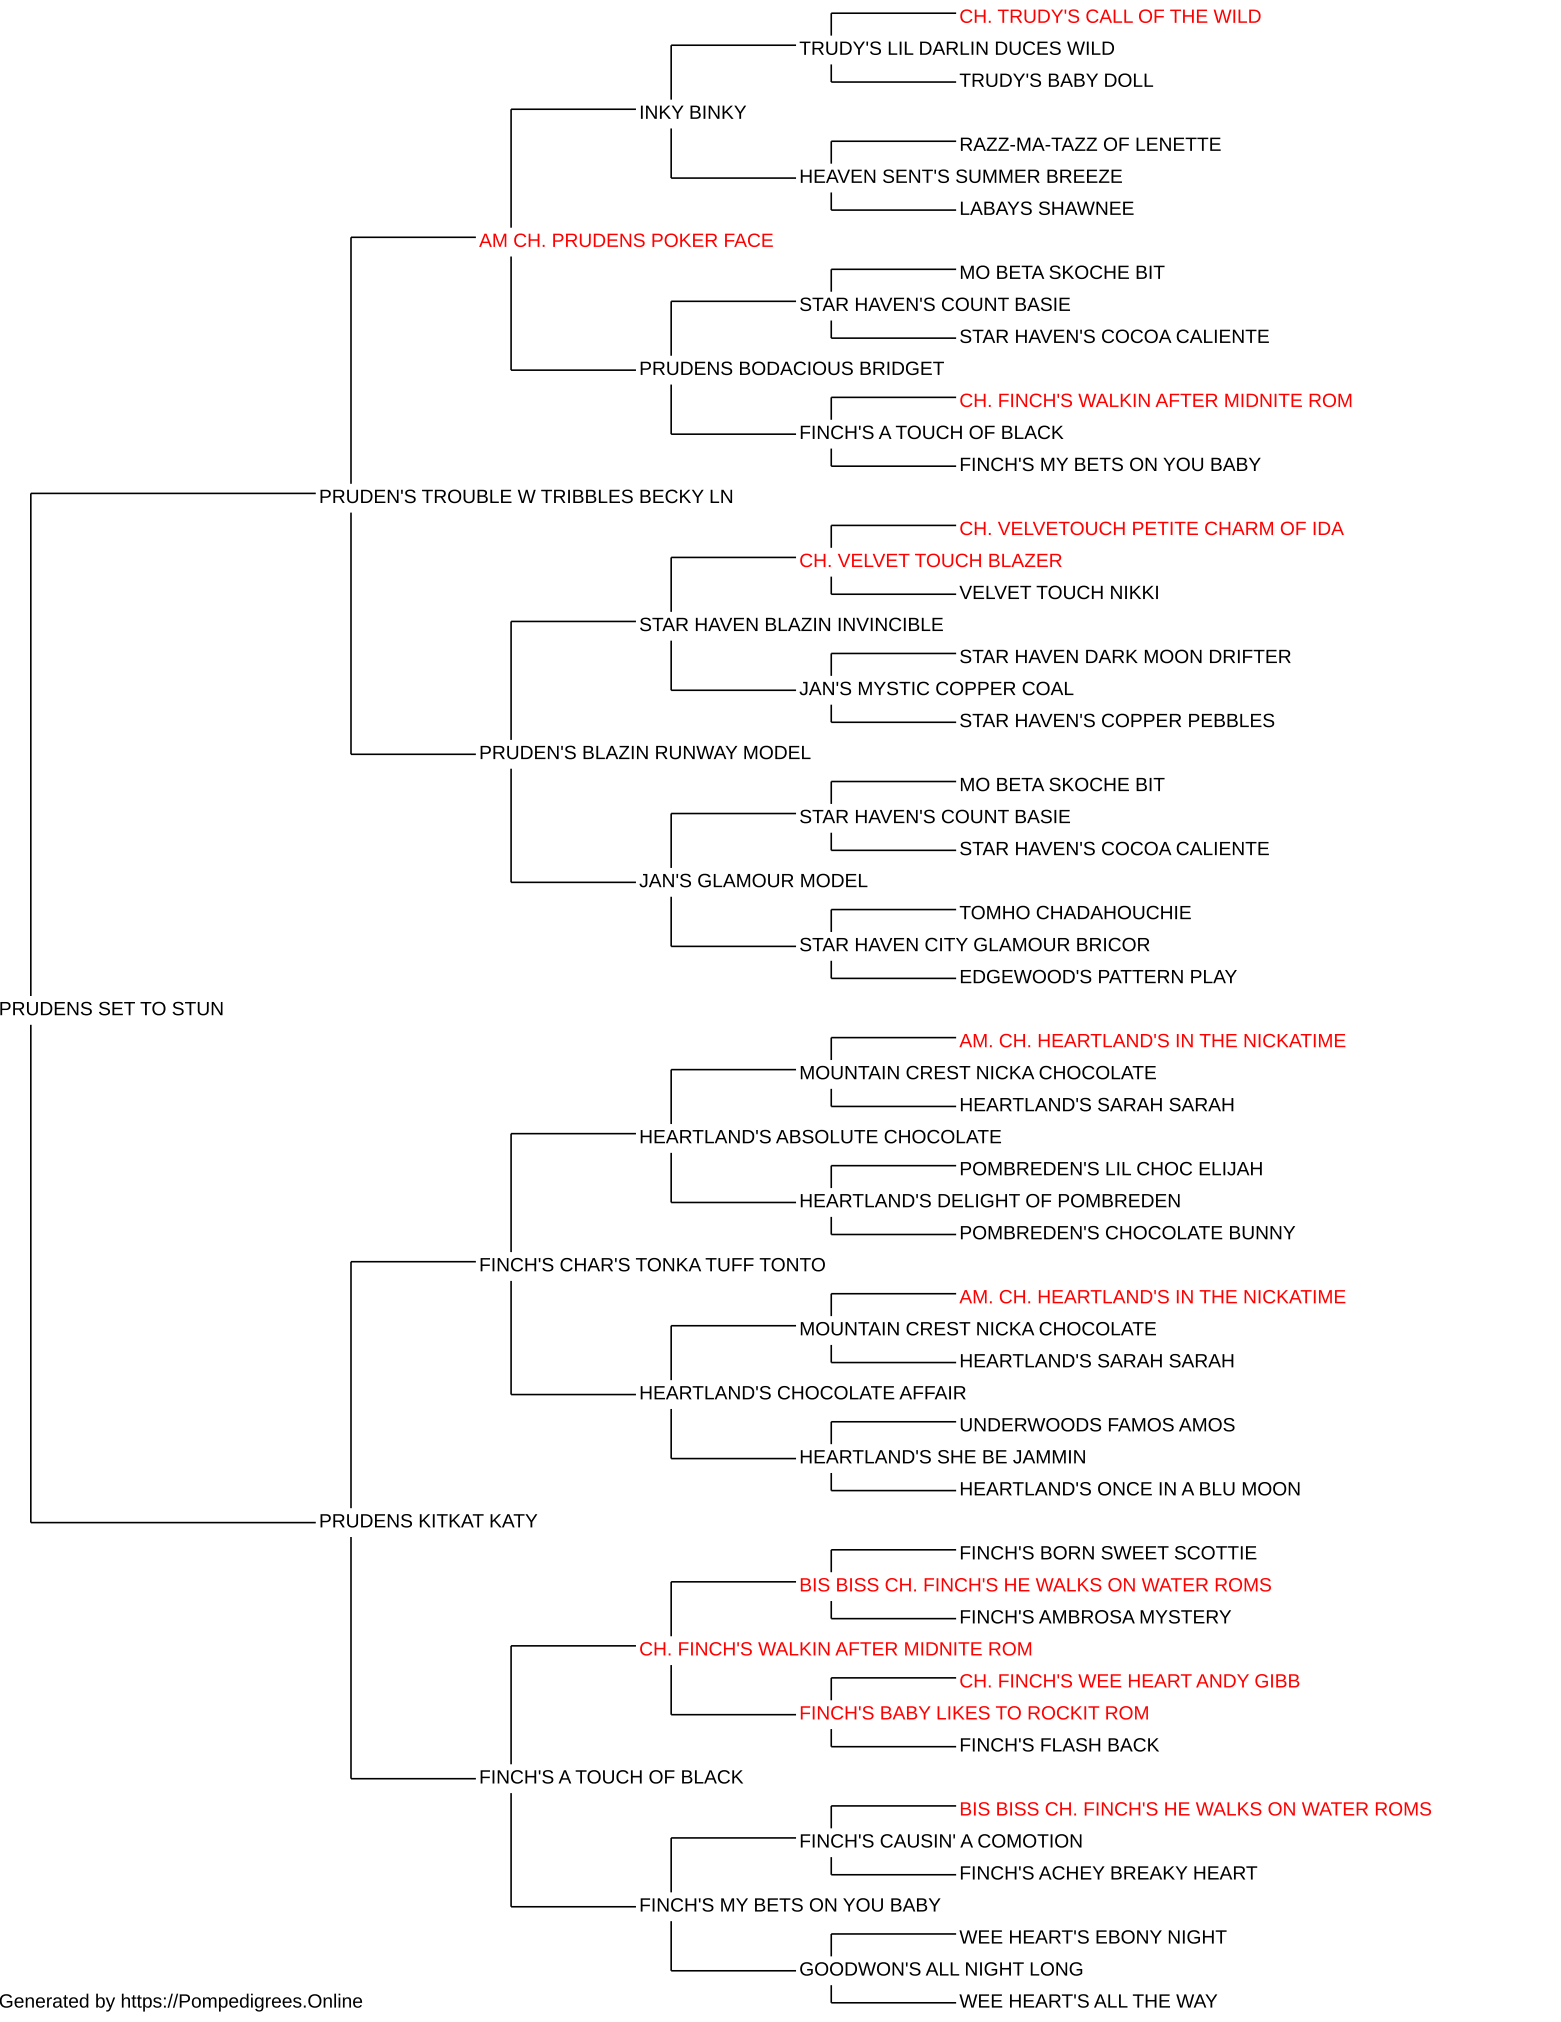 CH. TRUDY'S CALL OF THE WILD
TRUDY'S LIL DARLIN DUCES WILD
TRUDY'S BABY DOLL
INKY BINKY
RAZZ-MA-TAZZ OF LENETTE
HEAVEN SENT'S SUMMER BREEZE
LABAYS SHAWNEE
AM CH. PRUDENS POKER FACE
MO BETA SKOCHE BIT
STAR HAVEN'S COUNT BASIE
STAR HAVEN'S COCOA CALIENTE
PRUDENS BODACIOUS BRIDGET
CH. FINCH'S WALKIN AFTER MIDNITE ROM
FINCH'S A TOUCH OF BLACK
FINCH'S MY BETS ON YOU BABY
PRUDEN'S TROUBLE W TRIBBLES BECKY LN
CH. VELVETOUCH PETITE CHARM OF IDA
CH. VELVET TOUCH BLAZER
VELVET TOUCH NIKKI
STAR HAVEN BLAZIN INVINCIBLE
STAR HAVEN DARK MOON DRIFTER
JAN'S MYSTIC COPPER COAL
STAR HAVEN'S COPPER PEBBLES
PRUDEN'S BLAZIN RUNWAY MODEL
MO BETA SKOCHE BIT
STAR HAVEN'S COUNT BASIE
STAR HAVEN'S COCOA CALIENTE
JAN'S GLAMOUR MODEL
TOMHO CHADAHOUCHIE
STAR HAVEN CITY GLAMOUR BRICOR
EDGEWOOD'S PATTERN PLAY
PRUDENS SET TO STUN
AM. CH. HEARTLAND'S IN THE NICKATIME
MOUNTAIN CREST NICKA CHOCOLATE
HEARTLAND'S SARAH SARAH
HEARTLAND'S ABSOLUTE CHOCOLATE
POMBREDEN'S LIL CHOC ELIJAH
HEARTLAND'S DELIGHT OF POMBREDEN
POMBREDEN'S CHOCOLATE BUNNY
FINCH'S CHAR'S TONKA TUFF TONTO
AM. CH. HEARTLAND'S IN THE NICKATIME
MOUNTAIN CREST NICKA CHOCOLATE
HEARTLAND'S SARAH SARAH
HEARTLAND'S CHOCOLATE AFFAIR
UNDERWOODS FAMOS AMOS
HEARTLAND'S SHE BE JAMMIN
HEARTLAND'S ONCE IN A BLU MOON
PRUDENS KITKAT KATY
FINCH'S BORN SWEET SCOTTIE
BIS BISS CH. FINCH'S HE WALKS ON WATER ROMS
FINCH'S AMBROSA MYSTERY
CH. FINCH'S WALKIN AFTER MIDNITE ROM
CH. FINCH'S WEE HEART ANDY GIBB
FINCH'S BABY LIKES TO ROCKIT ROM
FINCH'S FLASH BACK
FINCH'S A TOUCH OF BLACK
BIS BISS CH. FINCH'S HE WALKS ON WATER ROMS
FINCH'S CAUSIN' A COMOTION
FINCH'S ACHEY BREAKY HEART
FINCH'S MY BETS ON YOU BABY
WEE HEART'S EBONY NIGHT
GOODWON'S ALL NIGHT LONG
WEE HEART'S ALL THE WAY
Generated by https://Pompedigrees.Online